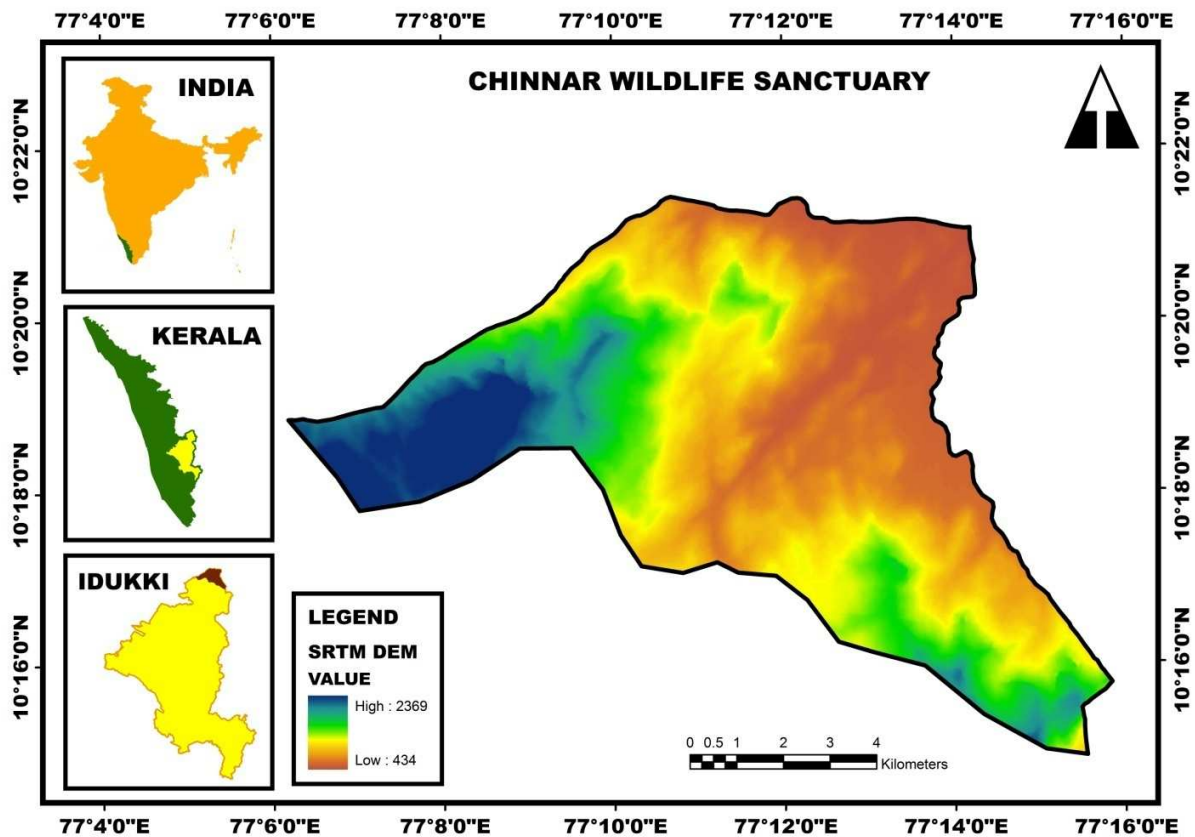 77°4'0"E 77°6'0"E 77°8'0"E 77°10'0"E 77°12'0"E 77°14'0"E 77°16'0"E
INDIA
CHINNAR WILDLIFE SANCTUARY
10°22'0"N
10°22'0"N
KERALA
10°20'0"N
10°20'0"N
10°18'0"N
10°18'0"N
IDUKKI
LEGEND
SRTM DEM
VALUE
High : 2369
Low : 434
10°16'0"N
10°16'0"N
0 0.5 1 2 3 4
Kilometers
77°4'0"E 77°6'0"E 77°8'0"E 77°10'0"E 77°12'0"E 77°14'0"E 77°16'0"E